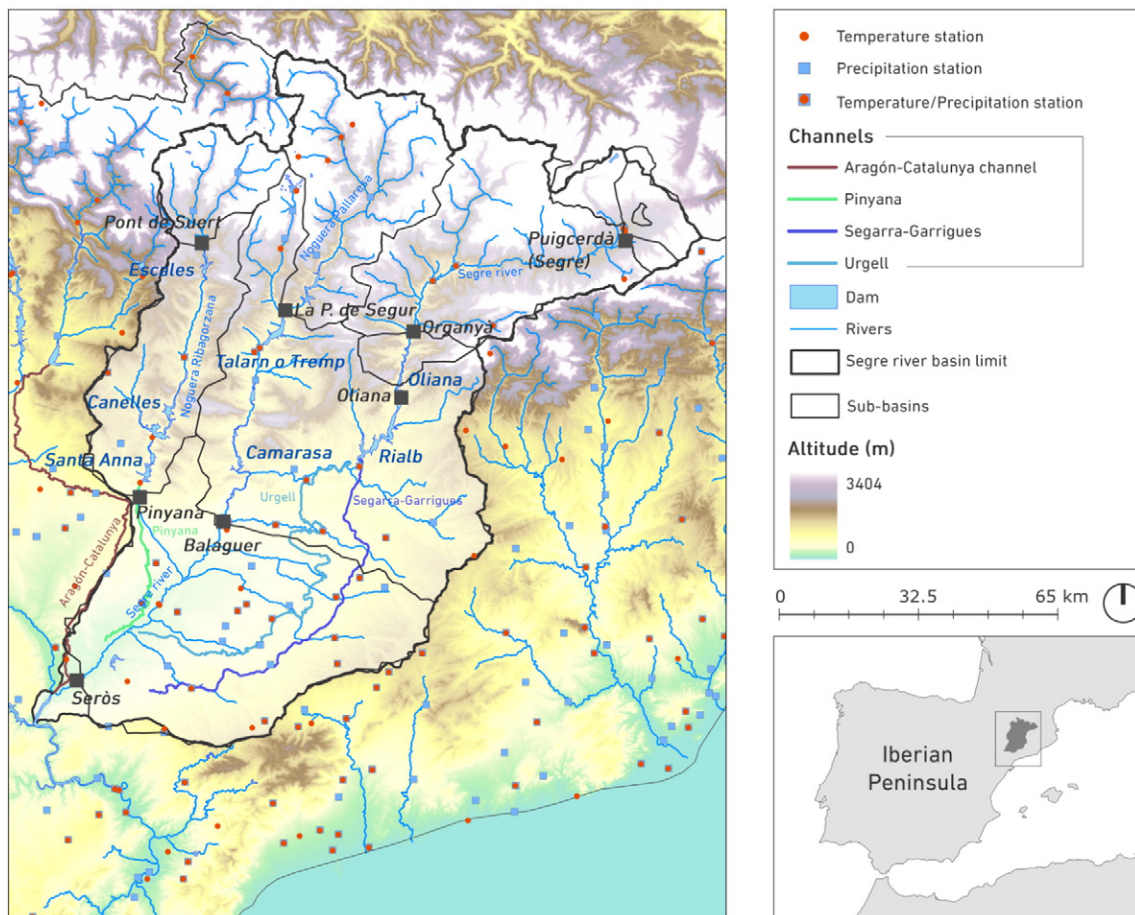 Noguera Pallaresa
Pont de Suert
Puigcerdà
(Segre)
Escales
Segre river
Noguera Ribagorzana
La P. de Segur
Organya
Talarn o Tremp
Oliana
Oliana
Canelles
Santa Anna
Camarasa
Rialb
Urgell
Segarra-Garrigues
Pinyana
Pinyana
Balaguer
Aragón-Catalunya
Segre river
Seròs
Temperature station
Precipitation station
Temperature/Precipitation station
Channels
Aragón-Catalunya channel
Pinyana
Segarra-Garrigues
Urgell
Dam
Rivers
Segre river basin limit
Sub-basins
Altitude (m)
3404
0
0 32.5 65 km
Iberian
Peninsula